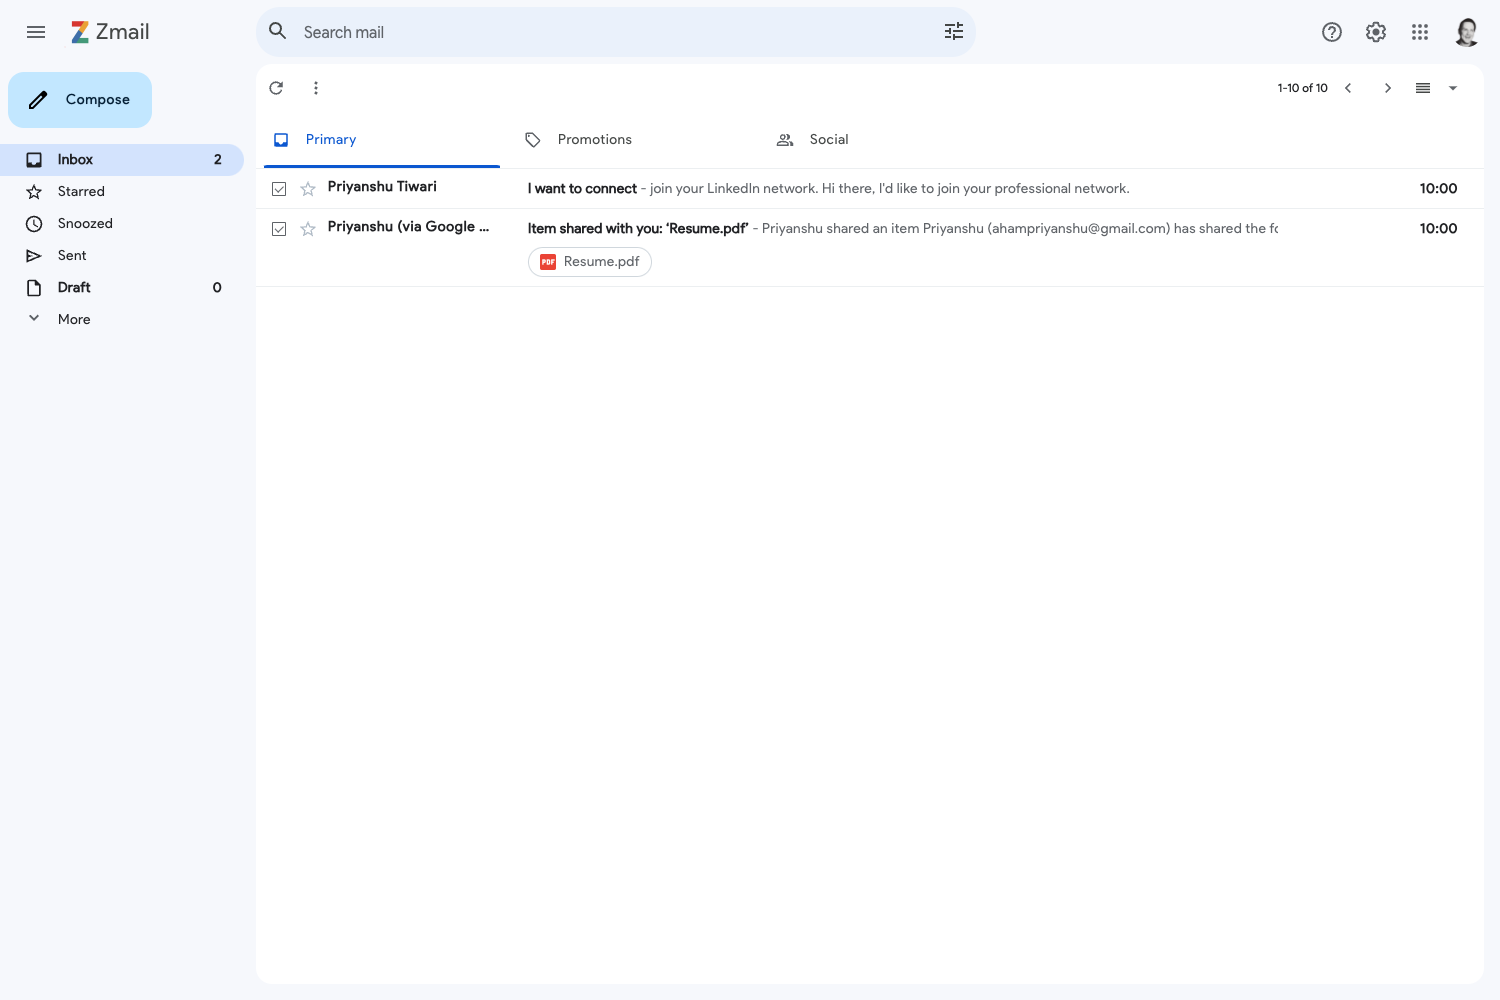 Zmail
Search mail
Compose
1-10 of 10
Primary
Promotions
Social
Inbox 2
Starred
Snoozed
Sent
Draft 0
More
Priyanshu Tiwari I want to connect - join your LinkedIn network. Hi there, I'd like to join your professional network. 10:00
Priyanshu (via Google ... Item shared with you: ‘Resume.pdf’ - Priyanshu shared an item Priyanshu (ahampriyanshu@gmail.com) has shared the 10:00
PDF Resume.pdf